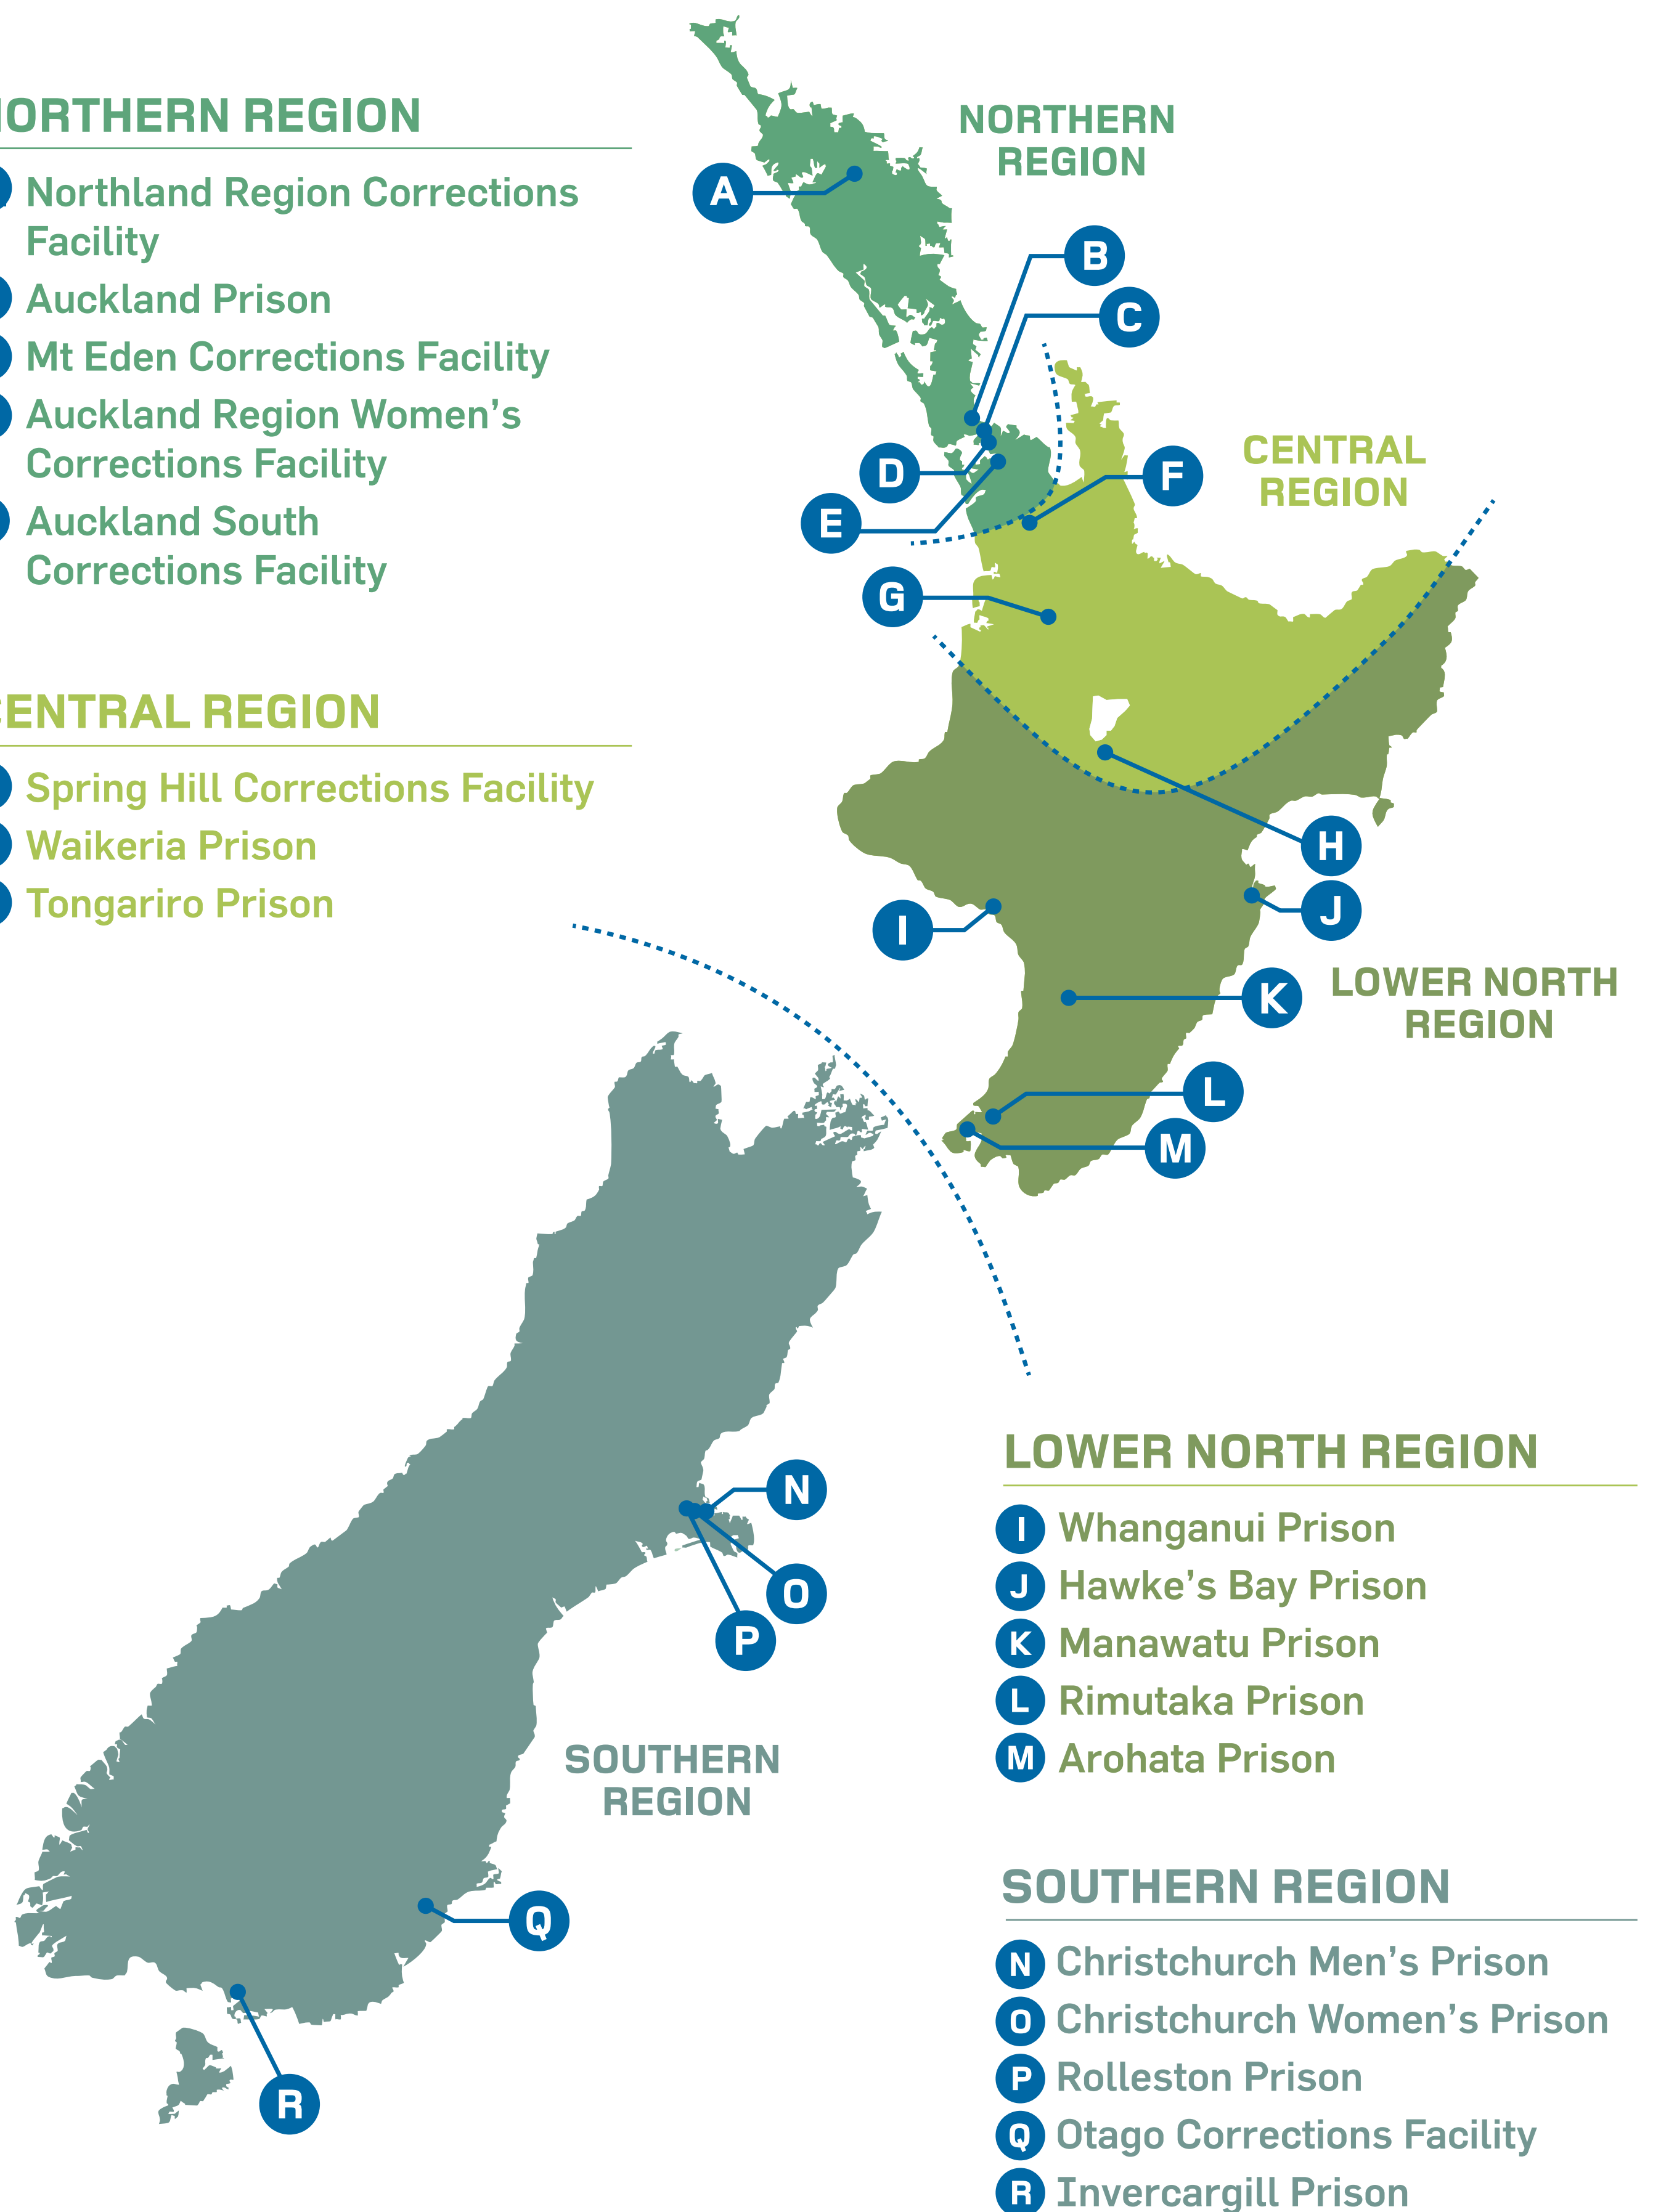 NORTHERN REGION
Northland Region Corrections
Facility
Auckland Prison
Mt Eden Corrections Facility
Auckland Region Women's
Corrections Facility
Auckland South
Corrections Facility
CENTRAL REGION
Spring Hill Corrections Facility
Waikeria Prison
Tongariro Prison
NORTHERN
REGION
A
B
C
D
E
F
CENTRAL
REGION
G
H
I
J
K
LOWER NORTH
REGION
L
M
N
O
P
SOUTHERN
REGION
Q
R
LOWER NORTH REGION
I Whanganui Prison
J Hawke's Bay Prison
K Manawatu Prison
L Rimutaka Prison
M Arohata Prison
SOUTHERN REGION
N Christchurch Men's Prison
O Christchurch Women's Prison
P Rolleston Prison
Q Otago Corrections Facility
R Invercargill Prison